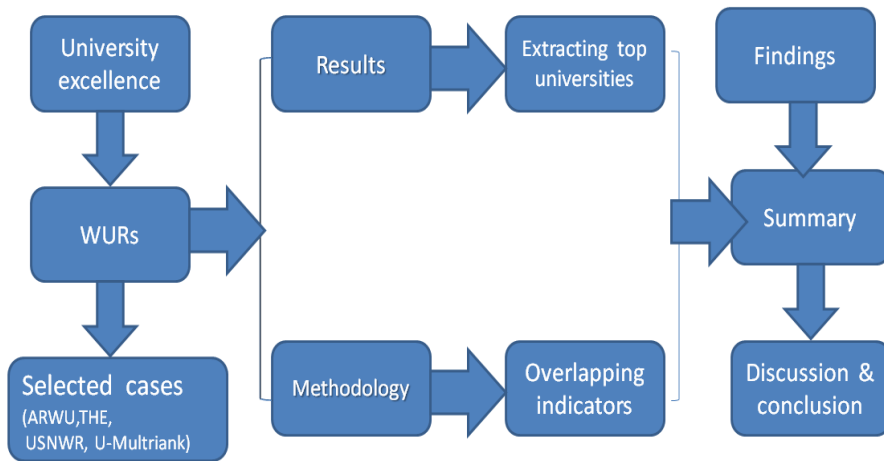 University
excellence
WURs
Selected cases
(ARWU,THE,
USNWR, U-Multriank)
Results
Extracting top
universities
Methodology
Overlapping
indicators
Findings
Summary
Discussion &
conclusion